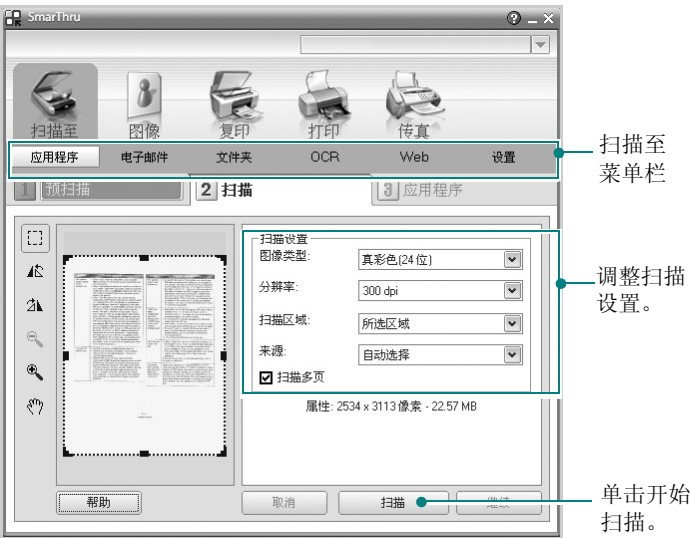 SmarThru
扫描至 图像 复印 打印 传真
应用程序 电子邮件 文件夹 OCR Web 设置
扫描至
菜单栏
1 预扫描 2 扫描 3 应用程序
扫描设置
图像类型: 真彩色(24 位)
分辨率: 300 dpi
扫描区域: 所选区域
来源: 自动选择
扫描多页
调整扫描
设置。
属性: 2534 x 3113 像素 - 22.57 MB
帮助 取消 扫描 继续
单击开始
扫描。